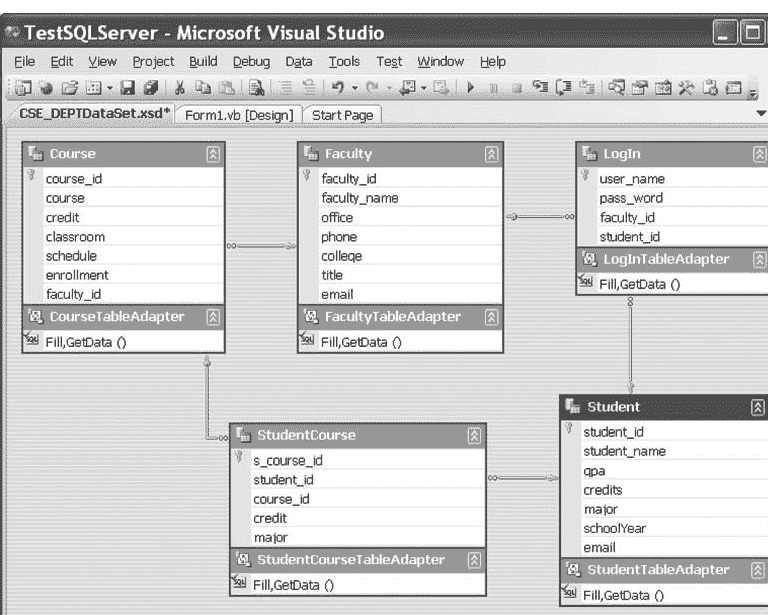 TestSQLServer - Microsoft Visual Studio
File Edit View Project Build Debug Data Tools Test Window Help
CSE_DEPTDataSet.xsd* Form1.vb [Design] Start Page
Course
course_id
course
credit
classroom
schedule
enrollment
faculty_id
CourseTableAdapter
Fill,GetData ()
Faculty
faculty_id
faculty_name
office
phone
college
title
email
FacultyTableAdapter
Fill,GetData ()
LogIn
user_name
pass_word
faculty_id
student_id
LogInTableAdapter
Fill,GetData ()
StudentCourse
s_course_id
student_id
course_id
credit
major
StudentCourseTableAdapter
Fill,GetData ()
Student
student_id
student_name
gpa
credits
major
schoolYear
email
StudentTableAdapter
Fill,GetData ()